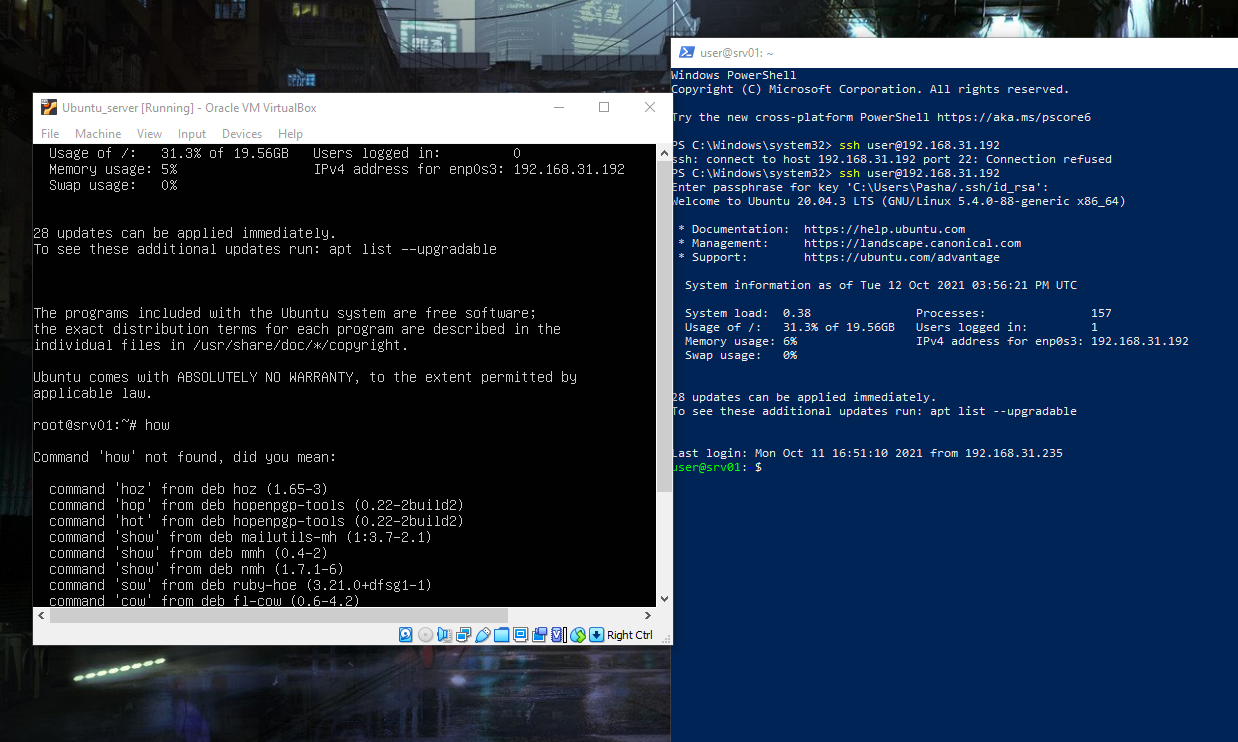 Ubuntu_server [Running] - Oracle VM VirtualBox
File Machine View Input Devices Help
Usage of /: 31.3% of 19.56GB Users logged in: 0
Memory usage: 5% IPv4 address for enp0s3: 192.168.31.192
Swap usage: 0%
28 updates can be applied immediately.
To see these additional updates run: apt list --upgradable
The programs included with the Ubuntu system are free software;
the exact distribution terms for each program are described in the
individual files in /usr/share/doc/*/copyright.
Ubuntu comes with ABSOLUTELY NO WARRANTY, to the extent permitted by
applicable law.
root@srv01:~# how
Command 'how' not found, did you mean:
command 'hoz' from deb hoz (1.65-3)
command 'hop' from deb hopenpgp-tools (0.22-2build2)
command 'hot' from deb hopenpgp-tools (0.22-2build2)
command 'show' from deb mailutils-mh (1:3.7-2.1)
command 'show' from deb mmh (0.4-2)
command 'show' from deb nmh (1.7.1-6)
command 'sow' from deb ruby-hoe (3.21.0+dfsg1-1)
command 'cow' from deb fl-cow (0.6-4.2)
Right Ctrl
user@srv01: ~
Windows PowerShell
Copyright (C) Microsoft Corporation. All rights reserved.
Try the new cross-platform PowerShell https://aka.ms/pscore6
PS C:\Windows\system32> ssh user@192.168.31.192
ssh: connect to host 192.168.31.192 port 22: Connection refused
PS C:\Windows\system32> ssh user@192.168.31.192
Enter passphrase for key 'C:\Users\Pasha/.ssh/id_rsa':
Welcome to Ubuntu 20.04.3 LTS (GNU/Linux 5.4.0-88-generic x86_64)
* Documentation: https://help.ubuntu.com
* Management: https://landscape.canonical.com
* Support: https://ubuntu.com/advantage
System information as of Tue 12 Oct 2021 03:56:21 PM UTC
System load: 0.38 Processes: 157
Usage of /: 31.3% of 19.56GB Users logged in: 1
Memory usage: 6% IPv4 address for enp0s3: 192.168.31.192
Swap usage: 0%
28 updates can be applied immediately.
To see these additional updates run: apt list --upgradable
Last login: Mon Oct 11 16:51:10 2021 from 192.168.31.235
user@srv01: $